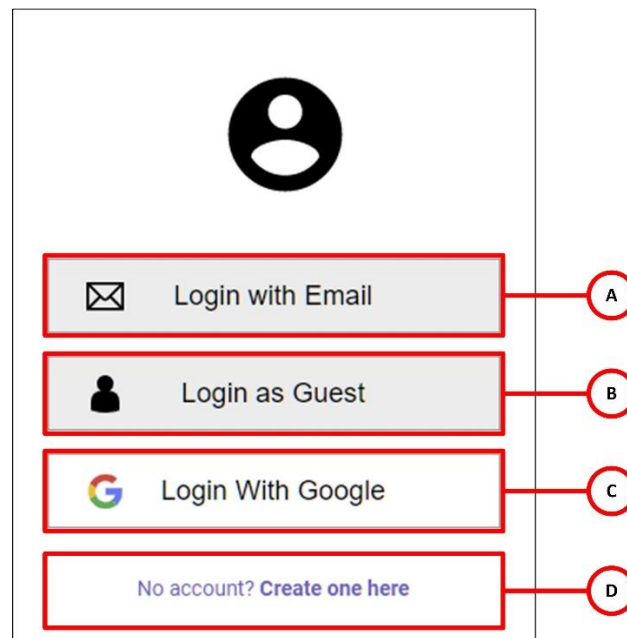 Login with Email
A
Login as Guest
B
Login With Google
C
No account? Create one here
D